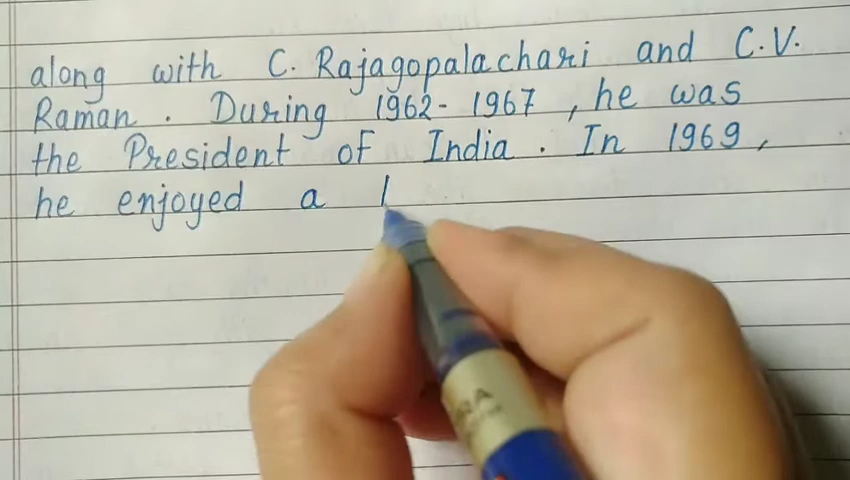 along with C. Rajagopalachari and C.V.
Raman. During 1962-1967, he was
the President of India. In 1969,
he enjoyed a